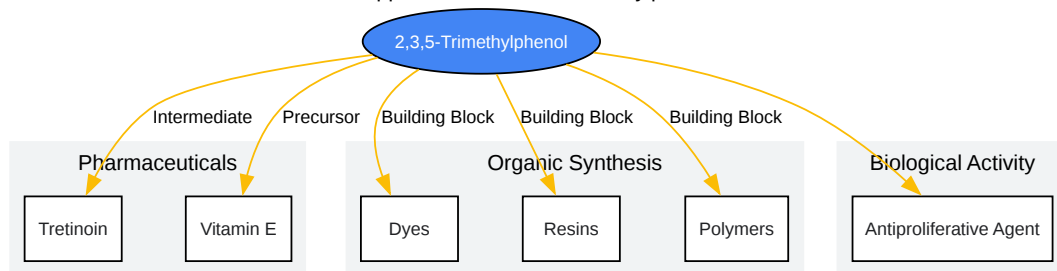 2,3,5-Trimethylphenol
Intermediate
Precursor
Building Block
Building Block
Building Block
Pharmaceuticals
Organic Synthesis
Biological Activity
Tretinoin
Vitamin E
Dyes
Resins
Polymers
Antiproliferative Agent